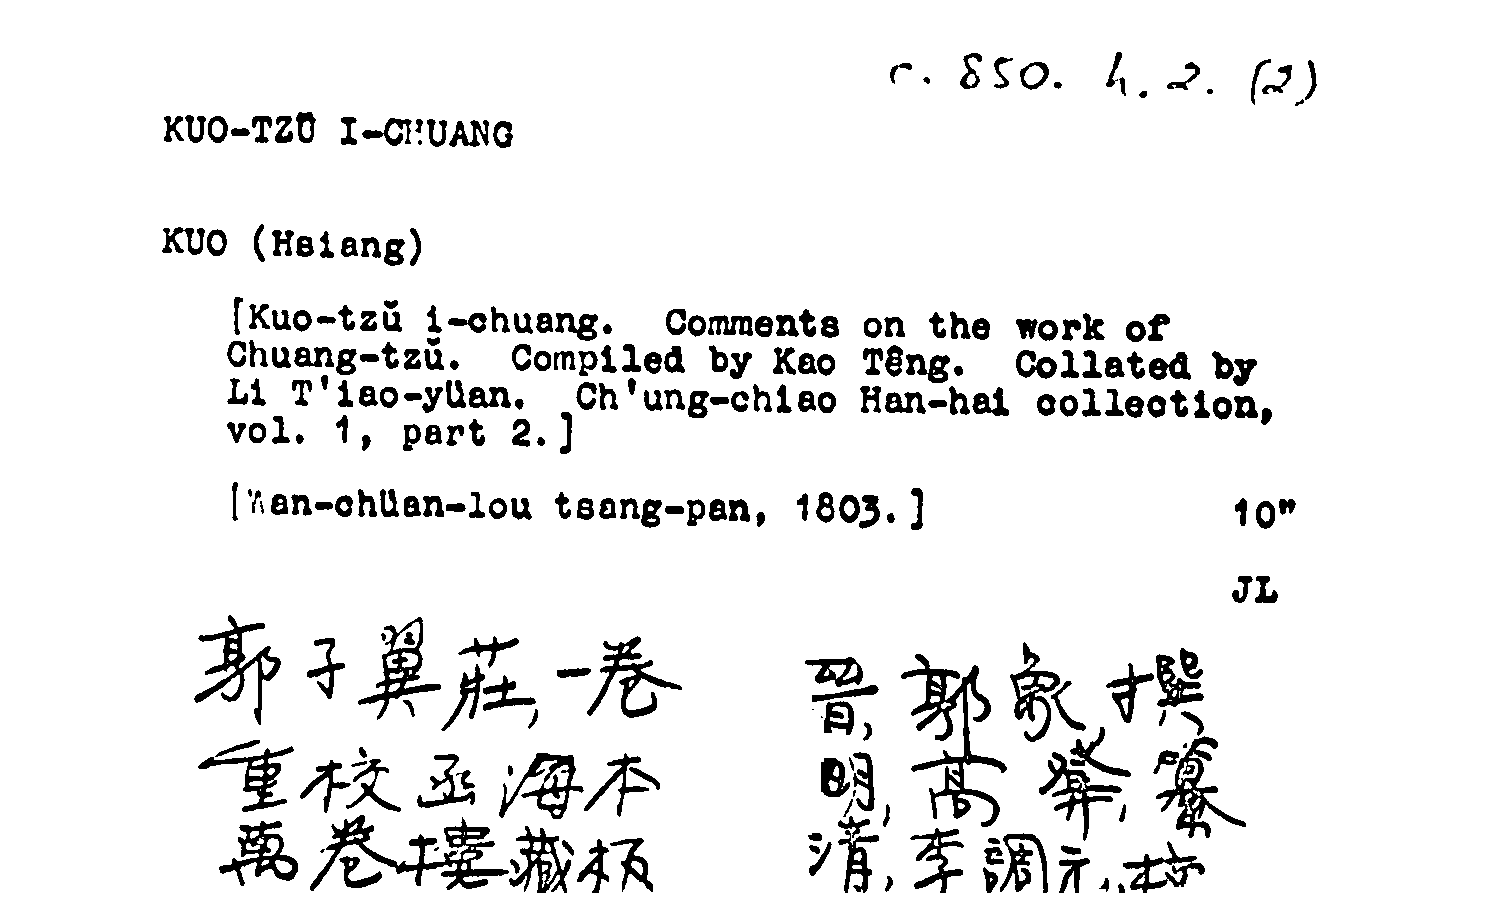 c. 850. h. 2. (2)
KUO-TZŬ I-CHUANG
KUO (Hsiang)
[Kuo-tzŭ i-chuang. Comments on the work of
Chuang-tzŭ. Compiled by Kao Têng. Collated by
Li T'iao-yüan. Ch'ung-chiao Han-hai collection,
vol. 1, part 2.]
[Wan-chüan-lou tsang-pan, 1803.] 10"
JL
郭子翼莊,一卷
重校函海本
萬卷樓藏板
晉,郭象撰
明,高㷪,纂
清,李調元,校